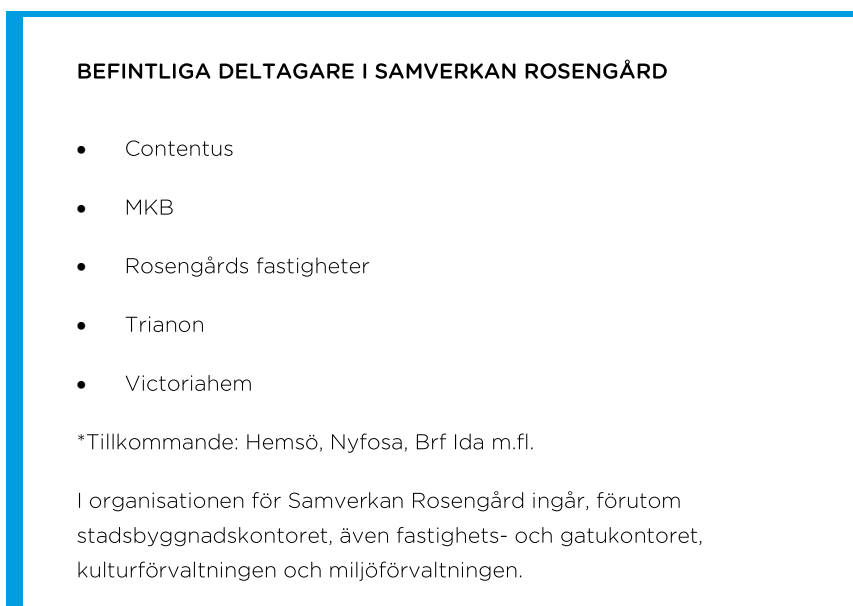 BEFINTLIGA DELTAGARE I SAMVERKAN ROSENGÅRD
• Contentus
• MKB
• Rosengårds fastigheter
• Trianon
• Victoriahem
*Tillkommande: Hemsö, Nyfosa, Brf Ida m.fl.
I organisationen för Samverkan Rosengård ingår, förutom
stadsbyggnadskontoret, även fastighets- och gatukontoret,
kulturförvaltningen och miljöförvaltningen.